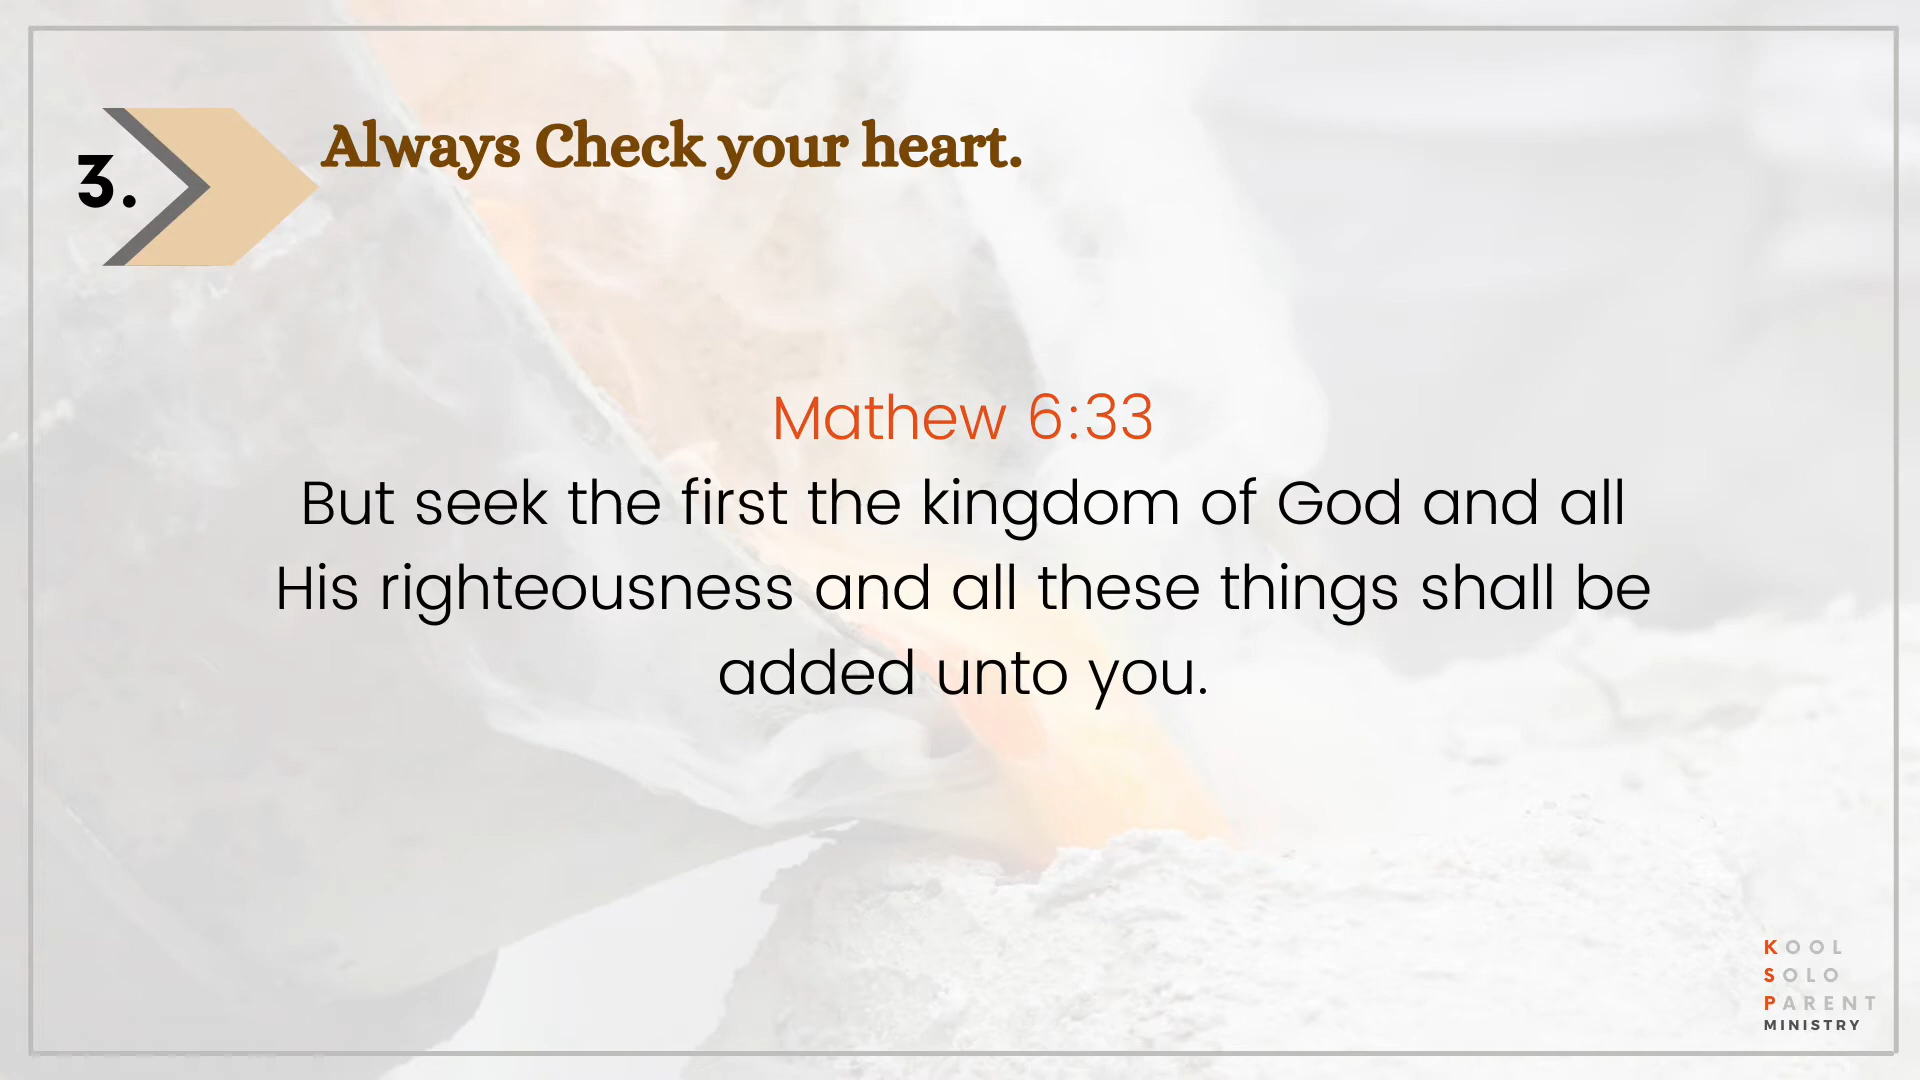 3.
Always Check your heart.
Mathew 6:33
But seek the first the kingdom of God and all
His righteousness and all these things shall be
added unto you.
KOOL
SOLO
PARENT
MINISTRY